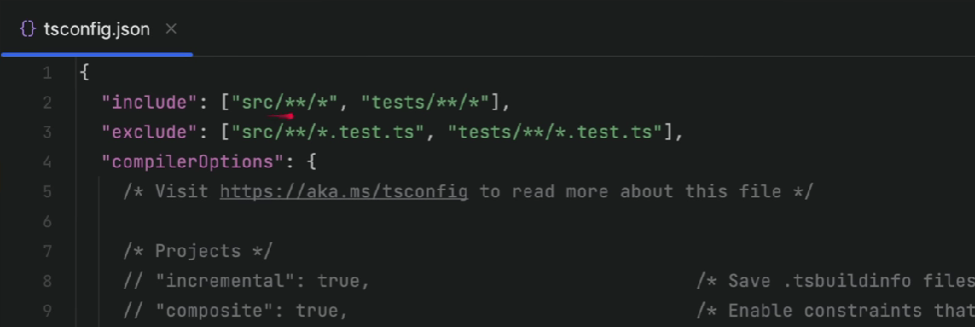 {} tsconfig.json ×
1 {
2 "include": ["src/**/*", "tests/**/*"],
3 "exclude": ["src/**/*.test.ts", "tests/**/*.test.ts"],
4 "compilerOptions": {
5 /* Visit https://aka.ms/tsconfig to read more about this file */
6
7 /* Projects */
8 // "incremental": true, /* Save .tsbuildinfo files
9 // "composite": true, /* Enable constraints that